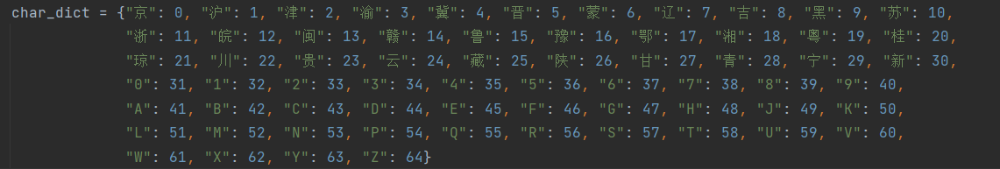 char_dict = {"京": 0, "沪": 1, "津": 2, "渝": 3, "冀": 4, "晋": 5, "蒙": 6, "辽": 7, "吉": 8, "黑": 9, "苏": 10,
"浙": 11, "皖": 12, "闽": 13, "赣": 14, "鲁": 15, "豫": 16, "鄂": 17, "湘": 18, "粤": 19, "桂": 20,
"琼": 21, "川": 22, "贵": 23, "云": 24, "藏": 25, "陕": 26, "甘": 27, "青": 28, "宁": 29, "新": 30,
"0": 31, "1": 32, "2": 33, "3": 34, "4": 35, "5": 36, "6": 37, "7": 38, "8": 39, "9": 40,
"A": 41, "B": 42, "C": 43, "D": 44, "E": 45, "F": 46, "G": 47, "H": 48, "J": 49, "K": 50,
"L": 51, "M": 52, "N": 53, "P": 54, "Q": 55, "R": 56, "S": 57, "T": 58, "U": 59, "V": 60,
"W": 61, "X": 62, "Y": 63, "Z": 64}